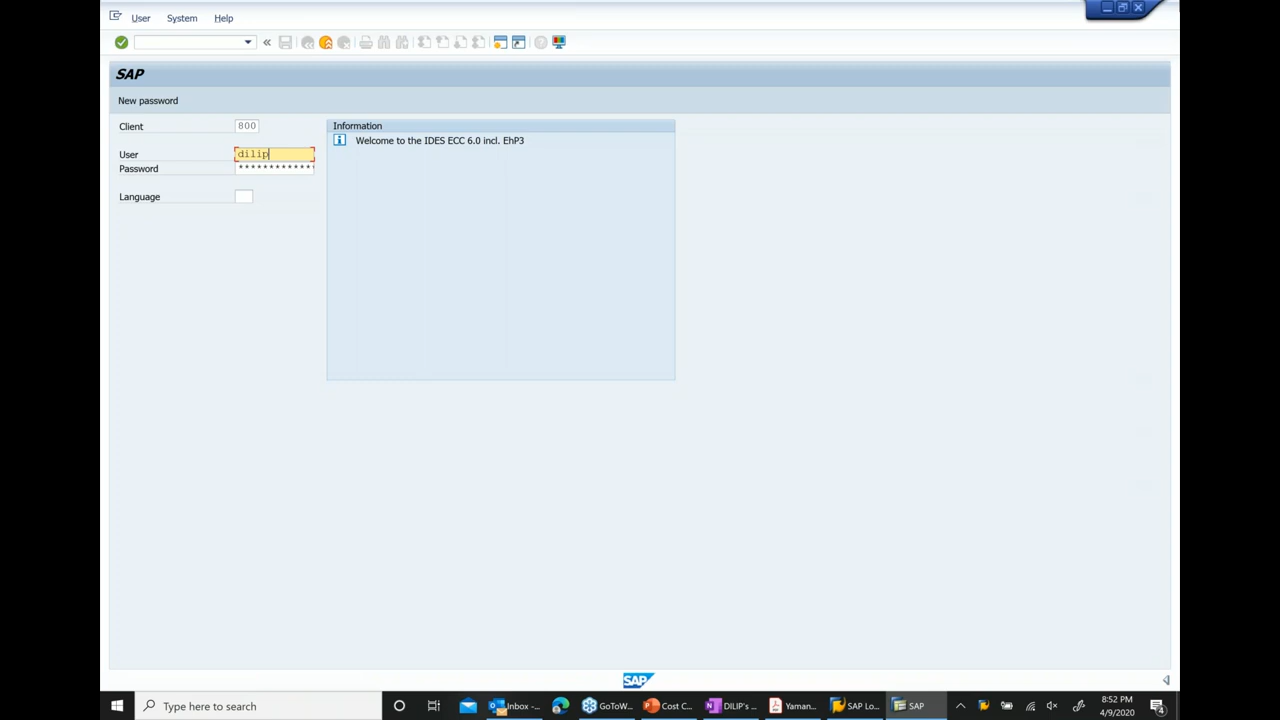 User System Help
SAP
New password
Client 800
Information
Welcome to the IDES ECC 6.0 incl. EhP3
User dilip
Password *************
Language
SAP
Type here to search
Inbox -...
GoToW...
Cost C...
DILIP's ...
Yaman...
SAP Lo...
SAP
8:52 PM
4/9/2020
4